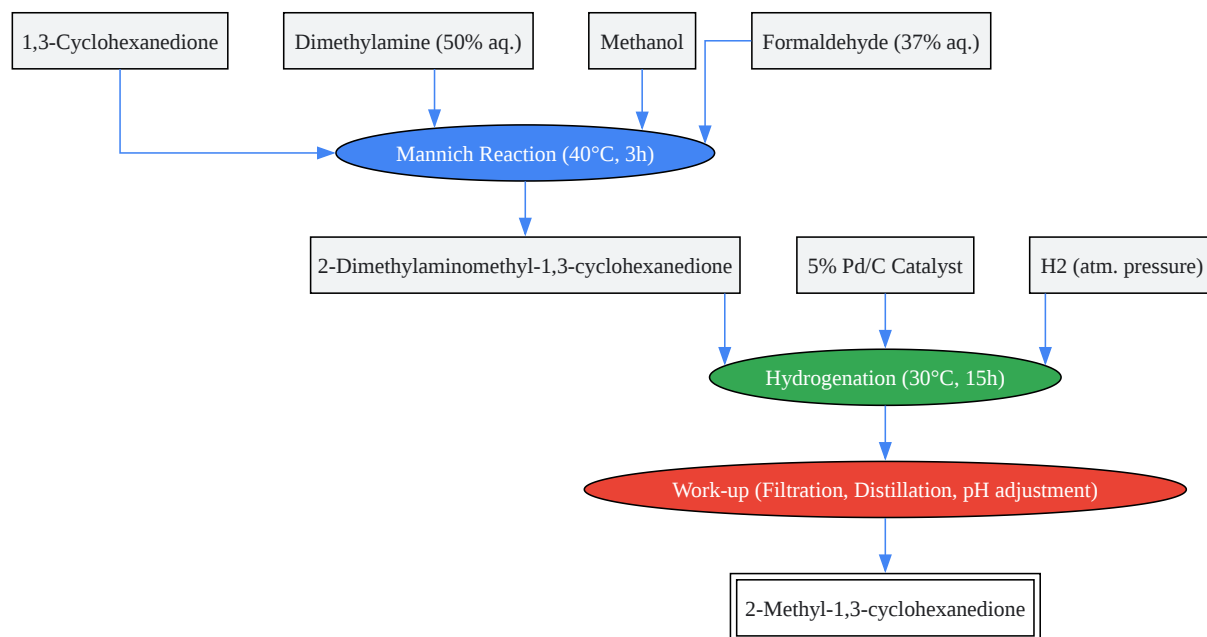 1,3-Cyclohexanedione
Dimethylamine (50% aq.)
Methanol
Formaldehyde (37% aq.)
Mannich Reaction (40°C, 3h)
2-Dimethylaminomethyl-1,3-cyclohexanedione
5% Pd/C Catalyst
H2 (atm. pressure)
Hydrogenation (30°C, 15h)
Work-up (Filtration, Distillation, pH adjustment)
2-Methyl-1,3-cyclohexanedione